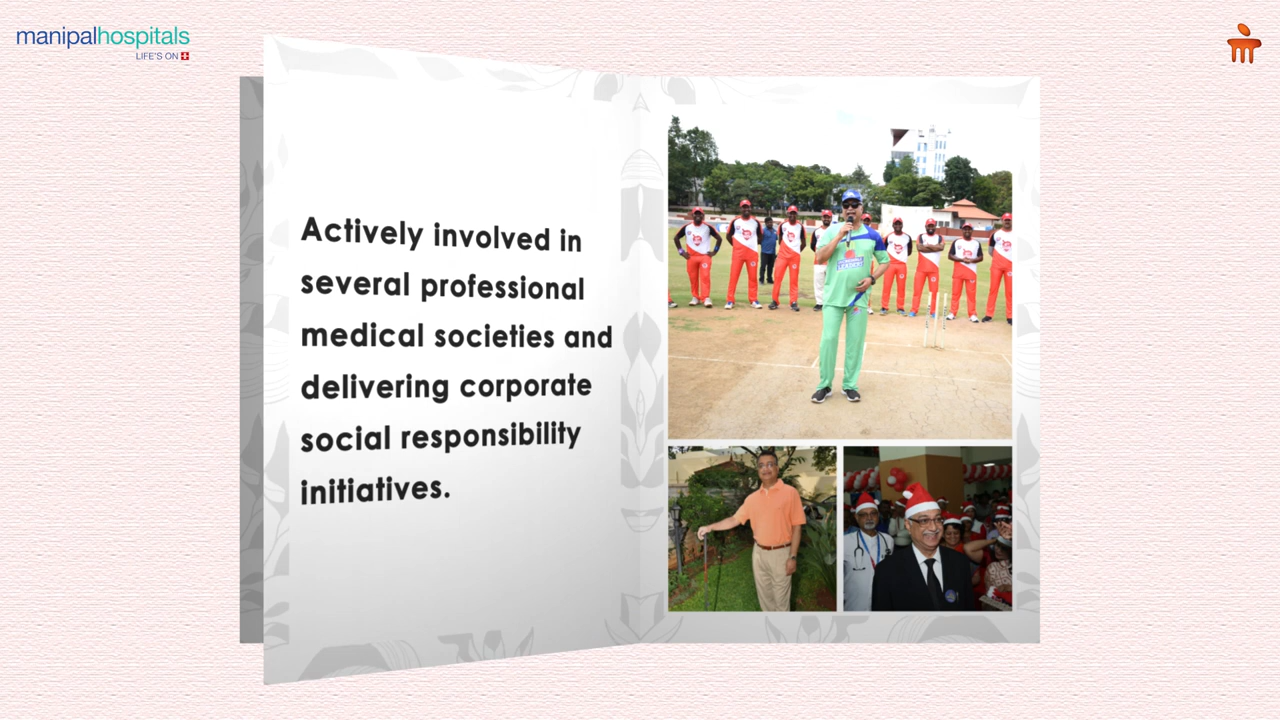 manipalhospitals
LIFE'S ON
Actively involved in
several professional
medical societies and
delivering corporate
social responsibility
initiatives.